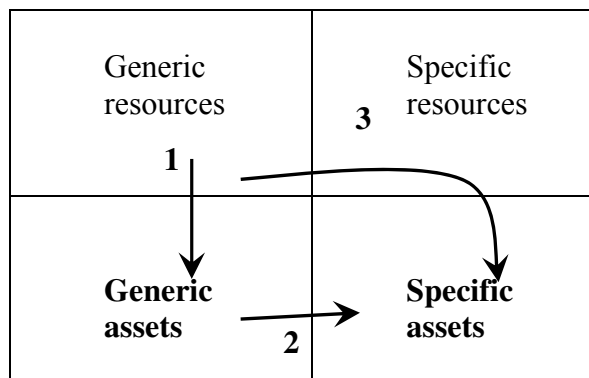 Generic
resources
Specific
resources
3
1
Generic
assets
Specific
assets
2